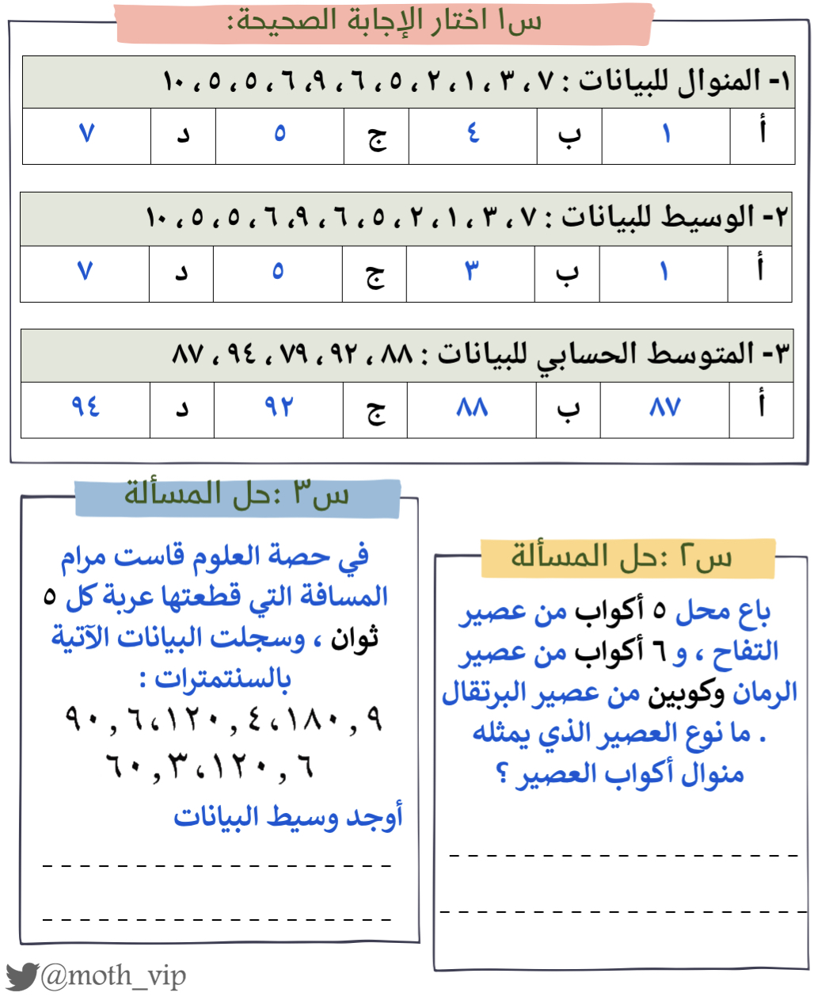 س١ اختار الإجابة الصحيحة:
١- المنوال للبيانات : ٧ ، ٣ ، ١ ، ٢ ، ٥ ، ٦ ، ٩، ٦ ، ٥ ، ٥ ، ١٠
أ ١ ب ٤ ج ٥ د ٧
٢- الوسيط للبيانات : ٧ ، ٣ ، ١ ، ٢ ، ٥ ، ٦ ، ٩، ٦ ، ٥ ، ٥ ، ١٠
أ ١ ب ٣ ج ٥ د ٧
٣- المتوسط الحسابي للبيانات : ٨٨ ، ٩٢ ، ٧٩ ، ٩٤ ، ٨٧
أ ٨٧ ب ٨٨ ج ٩٢ د ٩٤
س٢ :حل المسألة
باع محل ٥ أكواب من عصير
التفاح ، و ٦ أكواب من عصير
الرمان وكوبين من عصير البرتقال
. ما نوع العصير الذي يمثله
منوال أكواب العصير ؟
س٣ :حل المسألة
في حصة العلوم قاست مرام
المسافة التي قطعتها عربة كل ٥
ثوان ، وسجلت البيانات الآتية
بالسنتمترات :
٩ , ١٨٠ ، ٤ , ١٢٠ ، ٦ , ٩٠
٦ , ١٢٠ ، ٣ , ٦٠
أوجد وسيط البيانات
@moth_vip